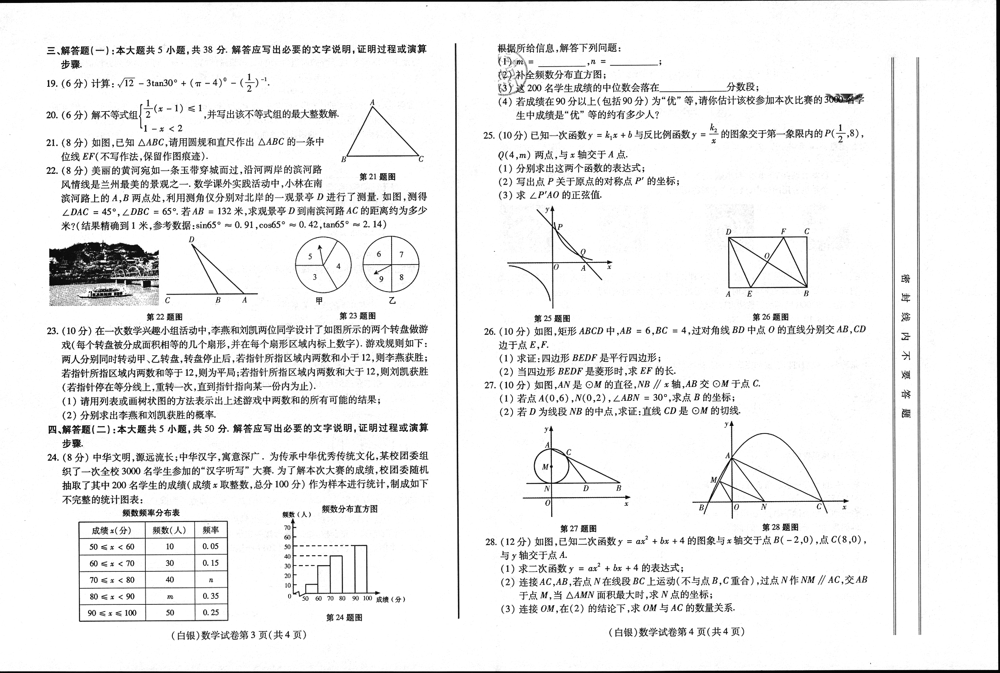 三、解答题(一):本大题共5小题,共38分. 解答应写出必要的文字说明,证明过程或演算
步骤.
19. (6分) 计算:√12 - 3tan30° + (π - 4)⁰ - (1/2)⁻¹.
20. (6分) 解不等式组{1/2(x - 1) ≤ 1, 1 - x < 2 ,并写出该不等式组的最大整数解.
21. (8分) 如图,已知△ABC,请用圆规和直尺作出△ABC的一条中
位线EF(不写作法,保留作图痕迹).
A
B
C
第21题图
22. (8分) 美丽的黄河宛如一条玉带穿城而过,沿河两岸的滨河路
风情线是兰州最美的景观之一. 数学课外实践活动中,小林在南
滨河路上的A,B两点处,利用测角仪分别对北岸的一观景亭D进行了测量. 如图,测得
∠DAC = 45°,∠DBC = 65°. 若AB = 132米,求观景亭D到南滨河路AC的距离约为多少
米?(结果精确到1米,参考数据:sin65° ≈ 0.91,cos65° ≈ 0.42,tan65° ≈ 2.14)
D
C B A
第22题图
5 4 3
甲
6 7 9 8
乙
第23题图
23. (10分) 在一次数学兴趣小组活动中,李燕和刘凯两位同学设计了如图所示的两个转盘做游
戏(每个转盘被分成面积相等的几个扇形,并在每个扇形区域内标上数字). 游戏规则如下:
两人分别同时转动甲、乙转盘,转盘停止后,若指针所指区域内两数和小于12,则李燕获胜;
若指针所指区域内两数和等于12,则为平局;若指针所指区域内两数和大于12,则刘凯获胜
(若指针停在等分线上,重转一次,直到指针指向某一份内为止).
(1) 请用列表或画树状图的方法表示出上述游戏中两数和的所有可能的结果;
(2) 分别求出李燕和刘凯获胜的概率.
四、解答题(二):本大题共5小题,共50分. 解答应写出必要的文字说明,证明过程或演算
步骤.
24. (8分) 中华文明,源远流长;中华汉字,寓意深广. 为传承中华优秀传统文化,某校团委组
织了一次全校3000名学生参加的“汉字听写”大赛. 为了解本次大赛的成绩,校团委随机
抽取了其中200名学生的成绩(成绩x取整数,总分100分)作为样本进行统计,制成如下
不完整的统计图表:
频数频率分布表
成绩x(分) 频数(人) 频率
50 ≤ x < 60 10 0.05
60 ≤ x < 70 30 0.15
70 ≤ x < 80 40 n
80 ≤ x < 90 m 0.35
90 ≤ x ≤ 100 50 0.25
频数分布直方图
频数(人)
70
60
50
40
30
20
10
0 50 60 70 80 90 100 成绩(分)
第24题图
(白银)数学试卷第3页(共4页)
根据所给信息,解答下列问题:
(1) m = ________,n = ________;
(2) 补全频数分布直方图;
(3) 这200名学生成绩的中位数会落在________分数段;
(4) 若成绩在90分以上(包括90分)为“优”等,请你估计该校参加本次比赛的3000名学
生中成绩是“优”等的约有多少人?
25. (10分) 已知一次函数y = k₁x + b与反比例函数y = k₂/x的图象交于第一象限内的P(1/2,8),
Q(4,m)两点,与x轴交于A点.
(1) 分别求出这两个函数的表达式;
(2) 写出点P关于原点的对称点P′的坐标;
(3) 求∠P′AO的正弦值.
y
P
Q
O A x
第25题图
D F C
O
A E B
第26题图
26. (10分) 如图,矩形ABCD中,AB = 6,BC = 4,过对角线BD中点O的直线分别交AB,CD
边于点E,F.
(1) 求证:四边形BEDF是平行四边形;
(2) 当四边形BEDF是菱形时,求EF的长.
27. (10分) 如图,AN是⊙M的直径,NB∥x轴,AB交⊙M于点C.
(1) 若点A(0,6),N(0,2),∠ABN = 30°,求点B的坐标;
(2) 若D为线段NB的中点,求证:直线CD是⊙M的切线.
y
A
C
M
N D B
O x
第27题图
y
A
M
B O N C x
第28题图
28. (12分) 如图,已知二次函数y = ax² + bx + 4的图象与x轴交于点B(-2,0),点C(8,0),
与y轴交于点A.
(1) 求二次函数y = ax² + bx + 4的表达式;
(2) 连接AC,AB,若点N在线段BC上运动(不与点B,C重合),过点N作NM∥AC,交AB
于点M,当△AMN面积最大时,求N点的坐标;
(3) 连接OM,在(2)的结论下,求OM与AC的数量关系.
(白银)数学试卷第4页(共4页)
密封线内不要答题